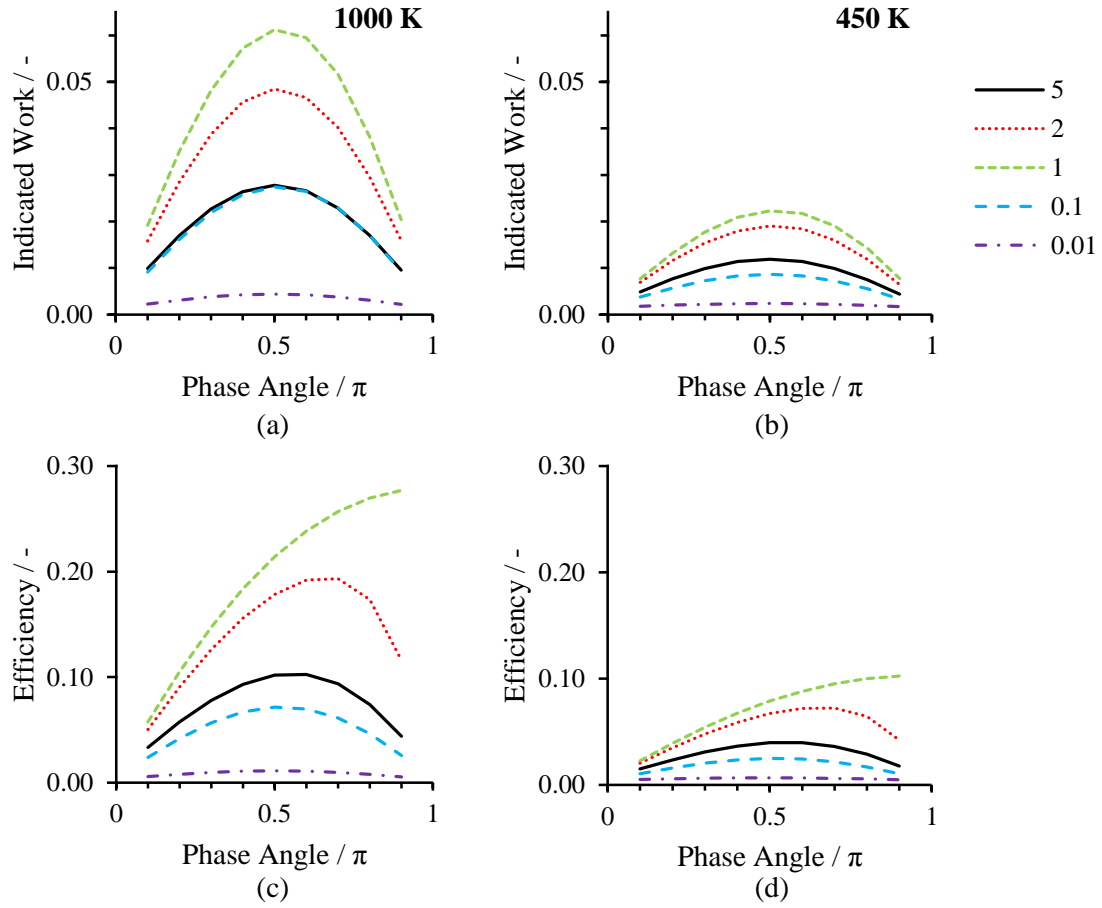 1000 K
450 K
Indicated Work / -
0.05
0.00
0
0.5
1
Phase Angle / π
(a)
Indicated Work / -
0.05
0.00
0
0.5
1
Phase Angle / π
(b)
5
2
1
0.1
0.01
Efficiency / -
0.30
0.20
0.10
0.00
0
0.5
1
Phase Angle / π
(c)
Efficiency / -
0.30
0.20
0.10
0.00
0
0.5
1
Phase Angle / π
(d)